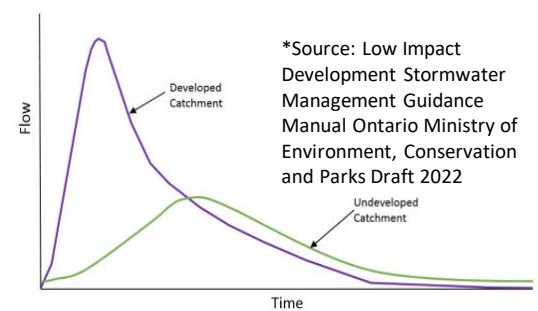 *Source: Low Impact
Development Stormwater
Management Guidance
Manual Ontario Ministry of
Environment, Conservation
and Parks Draft 2022
Developed
Catchment
Flow
Undeveloped
Catchment
Time